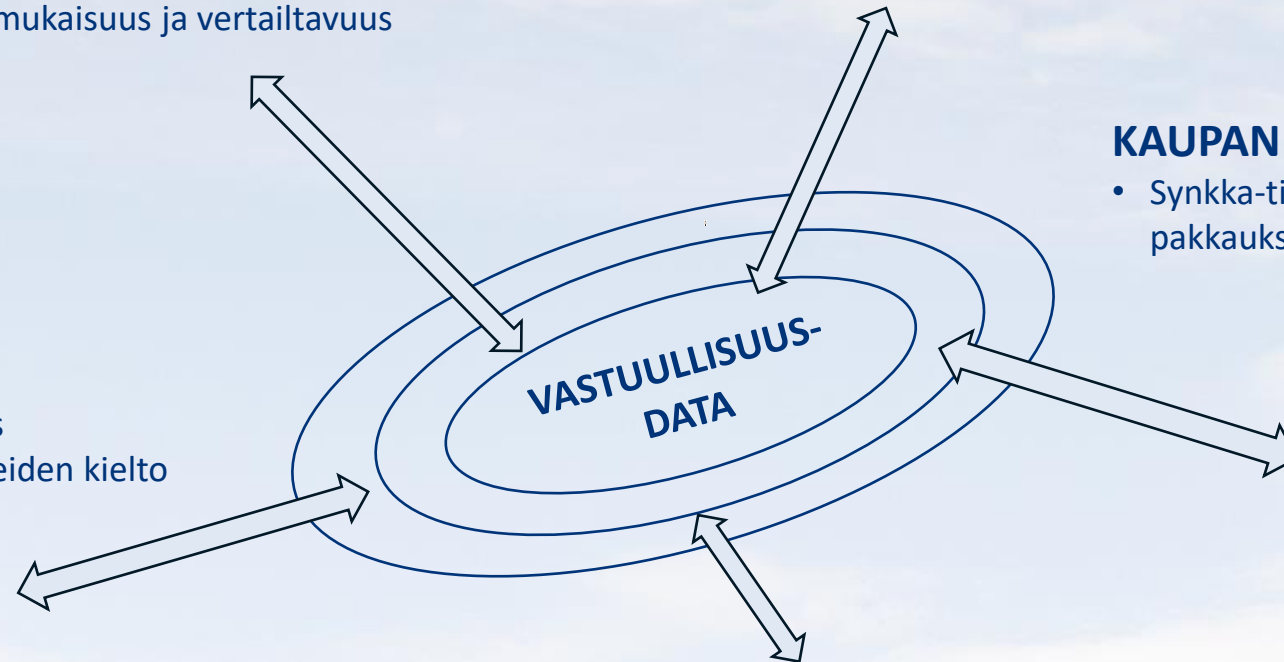 mukaisuus ja vertailtavuus
KAUPAN
• Synkka-ti
pakkauks
VASTUULLISUUS-
DATA
s
eiden kielto